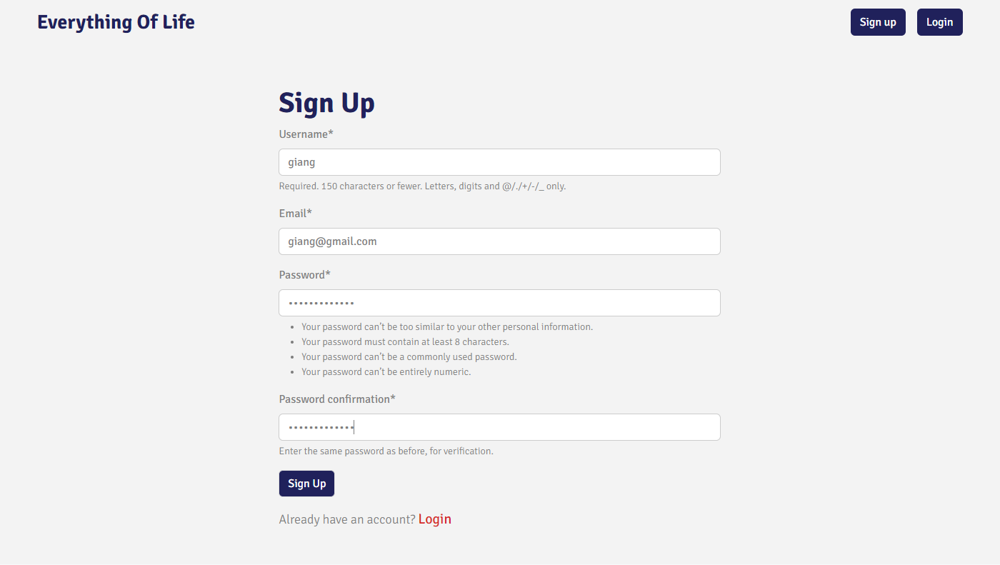 Everything Of Life
Sign up
Login
Sign Up
Username*
giang
Required. 150 characters or fewer. Letters, digits and @/./+/-/_ only.
Email*
giang@gmail.com
Password*
•••••••••••••
• Your password can’t be too similar to your other personal information.
• Your password must contain at least 8 characters.
• Your password can’t be a commonly used password.
• Your password can’t be entirely numeric.
Password confirmation*
•••••••••••••
Enter the same password as before, for verification.
Sign Up
Already have an account? Login